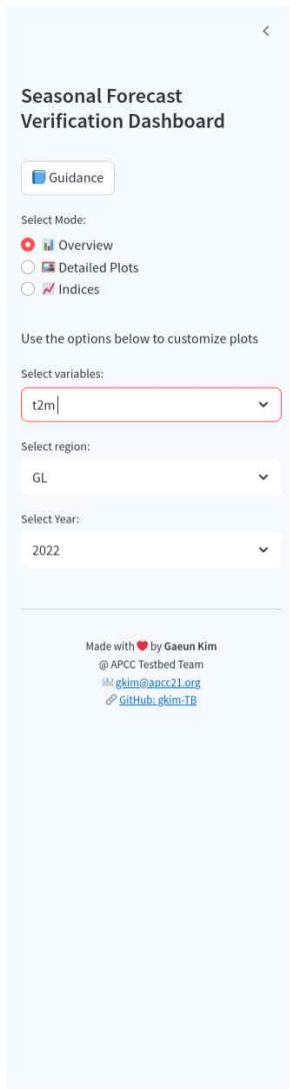 Seasonal Forecast
Verification Dashboard
📘 Guidance
Select Mode:
📊 Overview
🖼️ Detailed Plots
📈 Indices
Use the options below to customize plots
Select variables:
t2m
Select region:
GL
Select Year:
2022
Made with ❤️ by Gaeun Kim
@ APCC Testbed Team
📧 gkim@apcc21.org
🔗 GitHub: gkim-TB